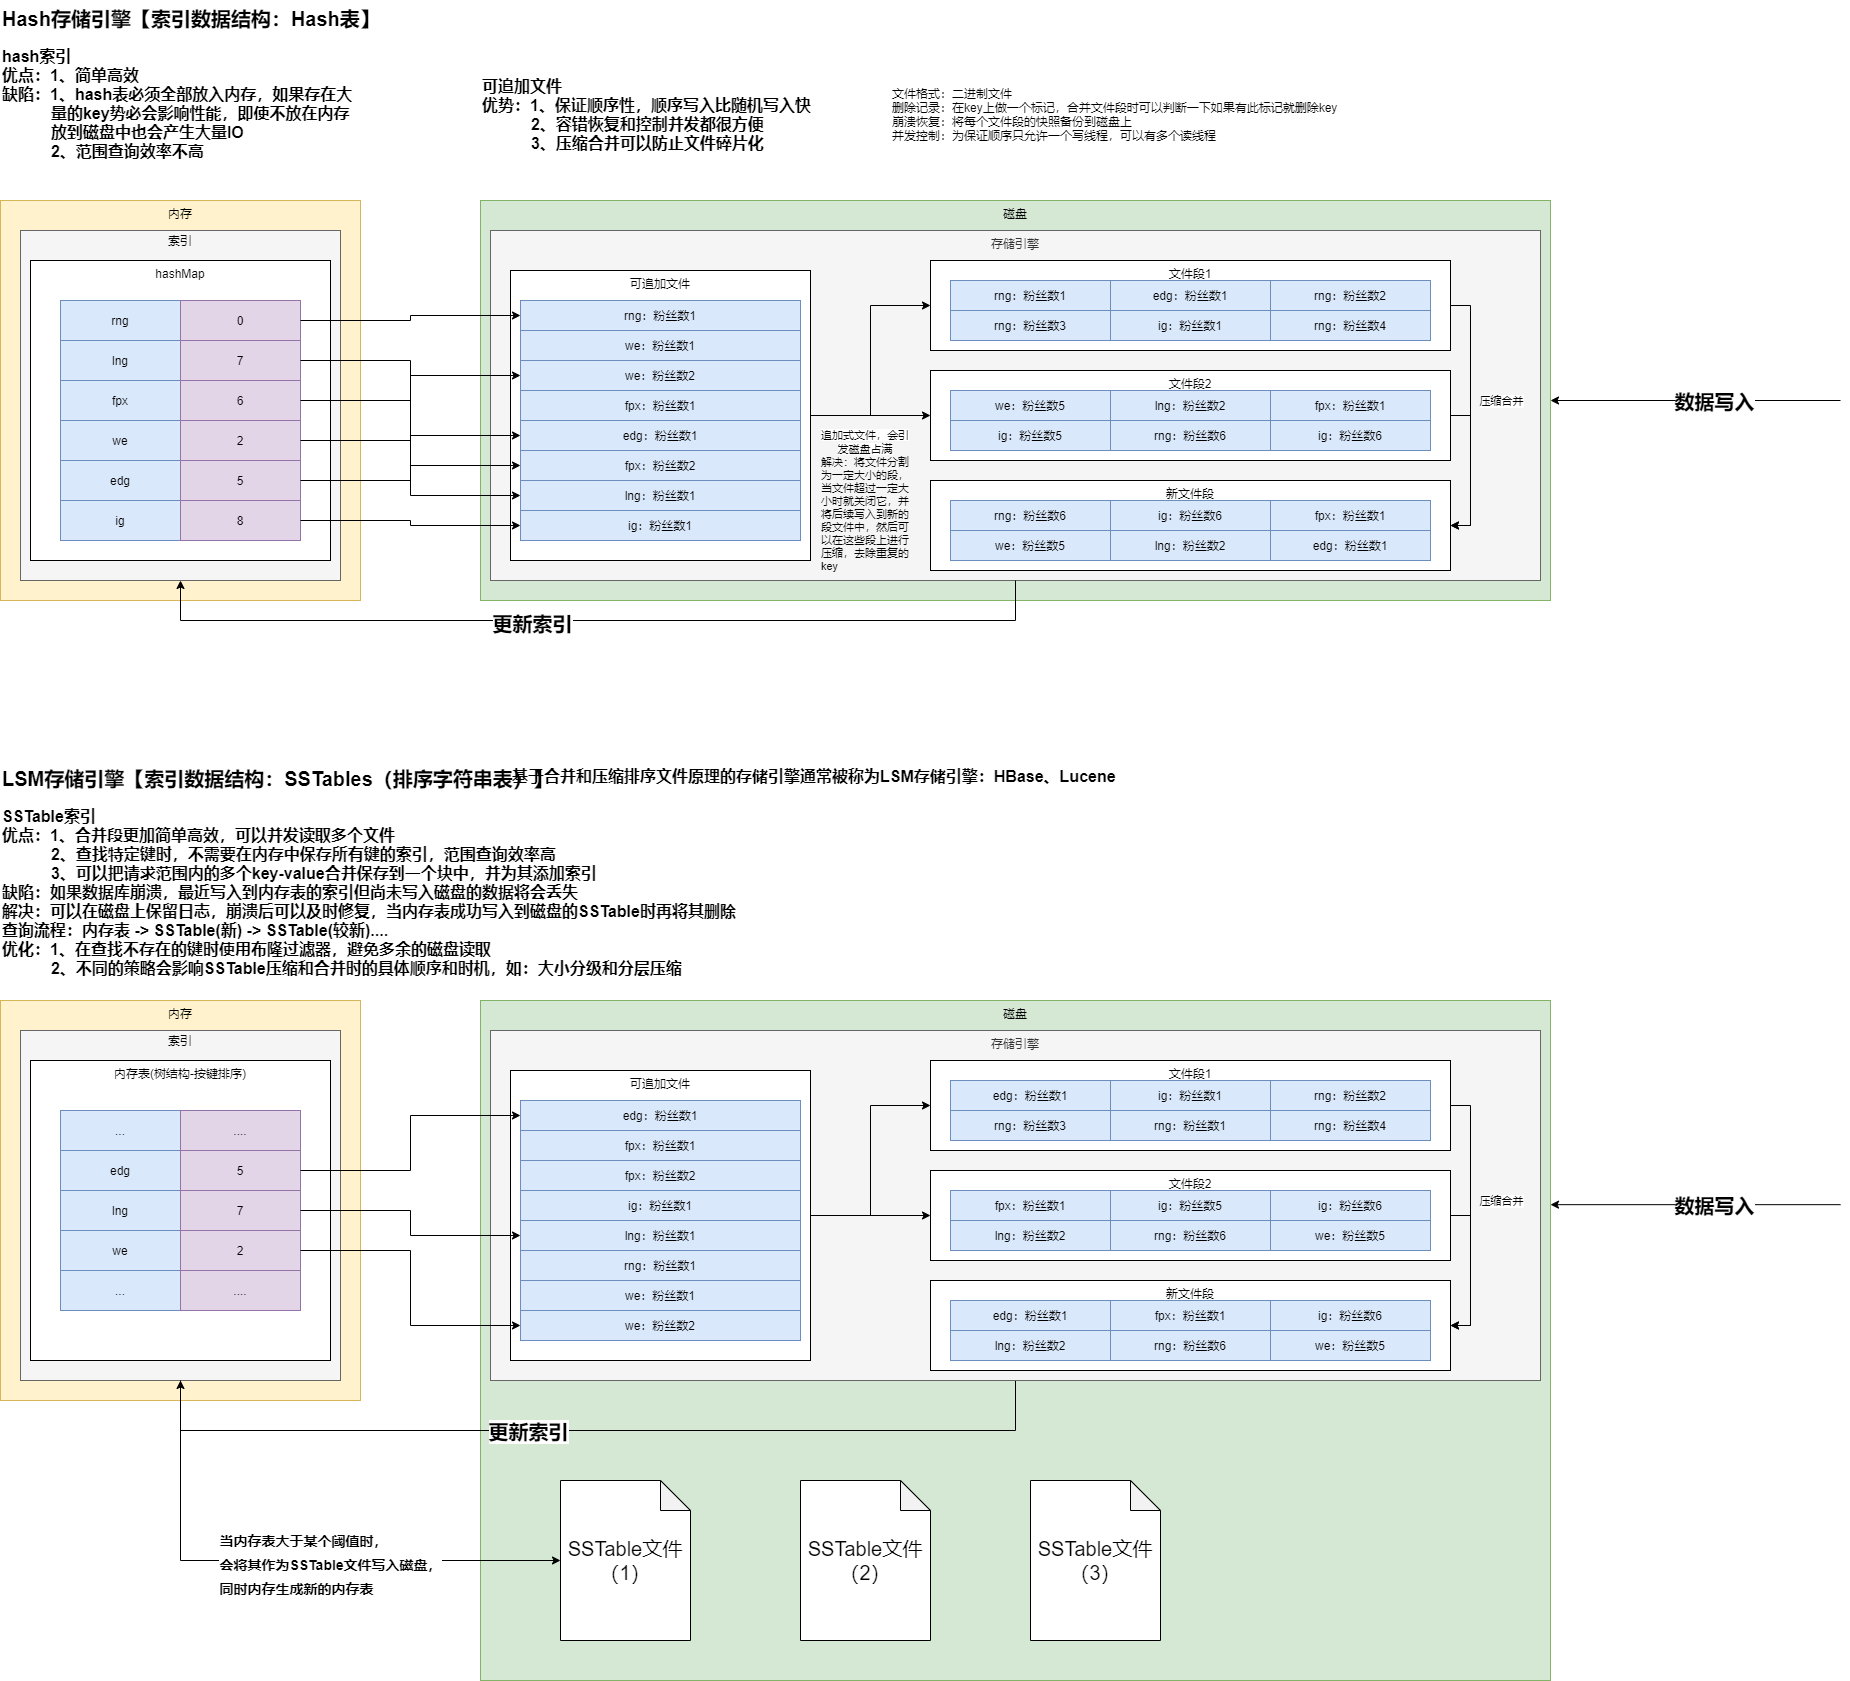 Hash存储引擎【索引数据结构：Hash表】
hash索引
优点：1、简单高效
缺陷：1、hash表必须全部放入内存，如果存在大
量的key势必会影响性能，即使不放在内存
放到磁盘中也会产生大量IO
2、范围查询效率不高
可追加文件
优势：1、保证顺序性，顺序写入比随机写入快
2、容错恢复和控制并发都很方便
3、压缩合并可以防止文件碎片化
文件格式：二进制文件
删除记录：在key上做一个标记，合并文件段时可以判断一下如果有此标记就删除key
崩溃恢复：将每个文件段的快照备份到磁盘上
并发控制：为保证顺序只允许一个写线程，可以有多个读线程
内存
索引
hashMap
rng 0
lng 7
fpx 6
we 2
edg 5
ig 8
磁盘
存储引擎
可追加文件
rng：粉丝数1
we：粉丝数1
we：粉丝数2
fpx：粉丝数1
edg：粉丝数1
fpx：粉丝数2
lng：粉丝数1
ig：粉丝数1
追加式文件，会引
发磁盘占满
解决：将文件分割
为一定大小的段，
当文件超过一定大
小时就关闭它，并
将后续写入到新的
段文件中，然后可
以在这些段上进行
压缩，去除重复的
key
文件段1
rng：粉丝数1 edg：粉丝数1 rng：粉丝数2
rng：粉丝数3 ig：粉丝数1 rng：粉丝数4
文件段2
we：粉丝数5 lng：粉丝数2 fpx：粉丝数1
ig：粉丝数5 rng：粉丝数6 ig：粉丝数6
新文件段
rng：粉丝数6 ig：粉丝数6 fpx：粉丝数1
we：粉丝数5 lng：粉丝数2 edg：粉丝数1
压缩合并
数据写入
更新索引
LSM存储引擎【索引数据结构：SSTables（排序字符串表）】
基于合并和压缩排序文件原理的存储引擎通常被称为LSM存储引擎：HBase、Lucene
SSTable索引
优点：1、合并段更加简单高效，可以并发读取多个文件
2、查找特定键时，不需要在内存中保存所有键的索引，范围查询效率高
3、可以把请求范围内的多个key-value合并保存到一个块中，并为其添加索引
缺陷：如果数据库崩溃，最近写入到内存表的索引但尚未写入磁盘的数据将会丢失
解决：可以在磁盘上保留日志，崩溃后可以及时修复，当内存表成功写入到磁盘的SSTable时再将其删除
查询流程：内存表 -> SSTable(新) -> SSTable(较新)....
优化：1、在查找不存在的键时使用布隆过滤器，避免多余的磁盘读取
2、不同的策略会影响SSTable压缩和合并时的具体顺序和时机，如：大小分级和分层压缩
内存
索引
内存表(树结构-按键排序)
... ....
edg 5
lng 7
we 2
... ....
磁盘
存储引擎
可追加文件
edg：粉丝数1
fpx：粉丝数1
fpx：粉丝数2
ig：粉丝数1
lng：粉丝数1
rng：粉丝数1
we：粉丝数1
we：粉丝数2
文件段1
edg：粉丝数1 ig：粉丝数1 rng：粉丝数2
rng：粉丝数3 rng：粉丝数1 rng：粉丝数4
文件段2
fpx：粉丝数1 ig：粉丝数5 ig：粉丝数6
lng：粉丝数2 rng：粉丝数6 we：粉丝数5
新文件段
edg：粉丝数1 fpx：粉丝数1 ig：粉丝数6
lng：粉丝数2 rng：粉丝数6 we：粉丝数5
压缩合并
数据写入
更新索引
当内存表大于某个阈值时，
会将其作为SSTable文件写入磁盘，
同时内存生成新的内存表
SSTable文件
（1）
SSTable文件
（2）
SSTable文件
（3）